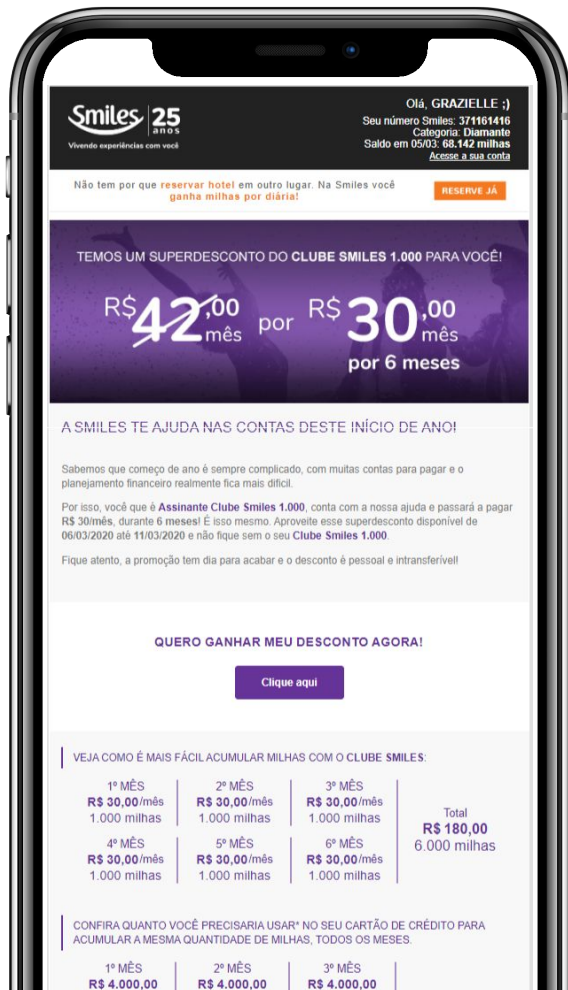 Smiles 25
anos
Vivendo experiências com você
Olá, GRAZIELLE ;)
Seu número Smiles: 371161416
Categoria: Diamante
Saldo em 05/03: 68.142 milhas
Acesse a sua conta
Não tem por que reservar hotel em outro lugar. Na Smiles você
ganha milhas por diária!
RESERVE JÁ
TEMOS UM SUPERDESCONTO DO CLUBE SMILES 1.000 PARA VOCÊ!
R$ 42,00 mês por R$ 30,00 mês
por 6 meses
A SMILES TE AJUDA NAS CONTAS DESTE INÍCIO DE ANO!
Sabemos que começo de ano é sempre complicado, com muitas contas para pagar e o
planejamento financeiro realmente fica mais difícil.
Por isso, você que é Assinante Clube Smiles 1.000, conta com a nossa ajuda e passará a pagar
R$ 30/mês, durante 6 meses! É isso mesmo. Aproveite esse superdesconto disponível de
06/03/2020 até 11/03/2020 e não fique sem o seu Clube Smiles 1.000.
Fique atento, a promoção tem dia para acabar e o desconto é pessoal e intransferível!
QUERO GANHAR MEU DESCONTO AGORA!
Clique aqui
VEJA COMO É MAIS FÁCIL ACUMULAR MILHAS COM O CLUBE SMILES:
1º MÊS 2º MÊS 3º MÊS
R$ 30,00/mês R$ 30,00/mês R$ 30,00/mês
1.000 milhas 1.000 milhas 1.000 milhas
4º MÊS 5º MÊS 6º MÊS
R$ 30,00/mês R$ 30,00/mês R$ 30,00/mês
1.000 milhas 1.000 milhas 1.000 milhas
Total
R$ 180,00
6.000 milhas
CONFIRA QUANTO VOCÊ PRECISARIA USAR* NO SEU CARTÃO DE CRÉDITO PARA
ACUMULAR A MESMA QUANTIDADE DE MILHAS, TODOS OS MESES.
1º MÊS 2º MÊS 3º MÊS
R$ 4.000,00 R$ 4.000,00 R$ 4.000,00